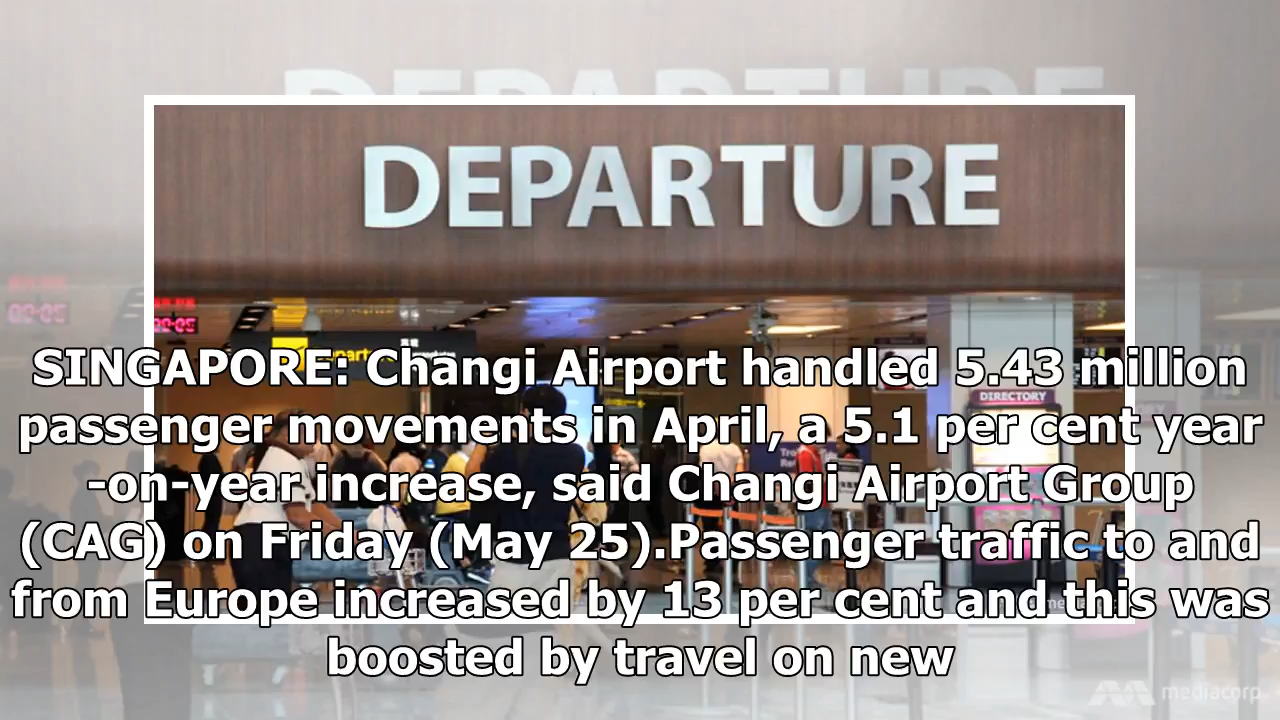 DEPARTURE
DEPARTURE
SINGAPORE: Changi Airport handled 5.43 million
passenger movements in April, a 5.1 per cent year
-on-year increase, said Changi Airport Group
(CAG) on Friday (May 25).Passenger traffic to and
from Europe increased by 13 per cent and this was
boosted by travel on new
DIRECTORY
mediacorp